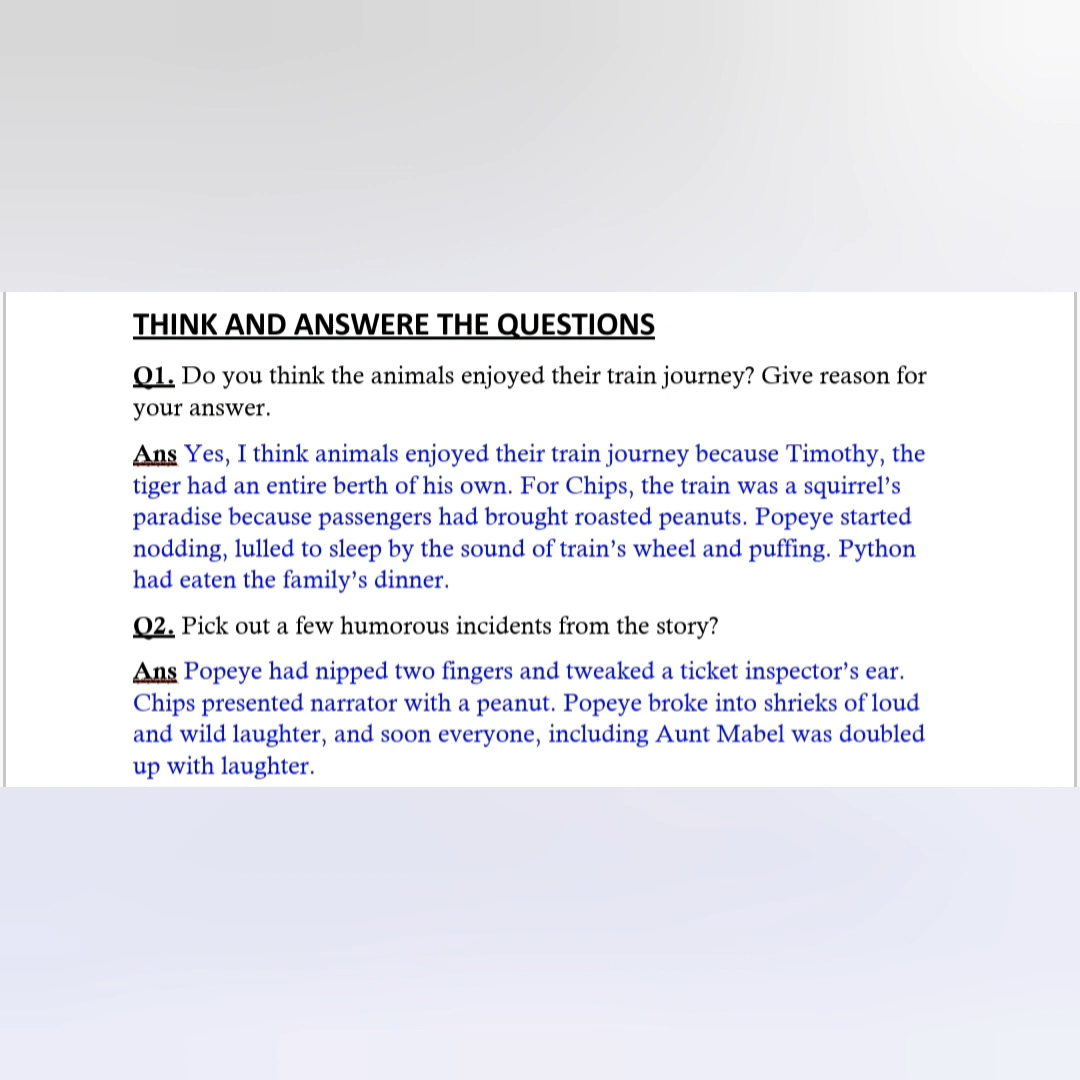 THINK AND ANSWERE THE QUESTIONS
Q1. Do you think the animals enjoyed their train journey? Give reason for
your answer.
Ans Yes, I think animals enjoyed their train journey because Timothy, the
tiger had an entire berth of his own. For Chips, the train was a squirrel’s
paradise because passengers had brought roasted peanuts. Popeye started
nodding, lulled to sleep by the sound of train’s wheel and puffing. Python
had eaten the family’s dinner.
Q2. Pick out a few humorous incidents from the story?
Ans Popeye had nipped two fingers and tweaked a ticket inspector’s ear.
Chips presented narrator with a peanut. Popeye broke into shrieks of loud
and wild laughter, and soon everyone, including Aunt Mabel was doubled
up with laughter.